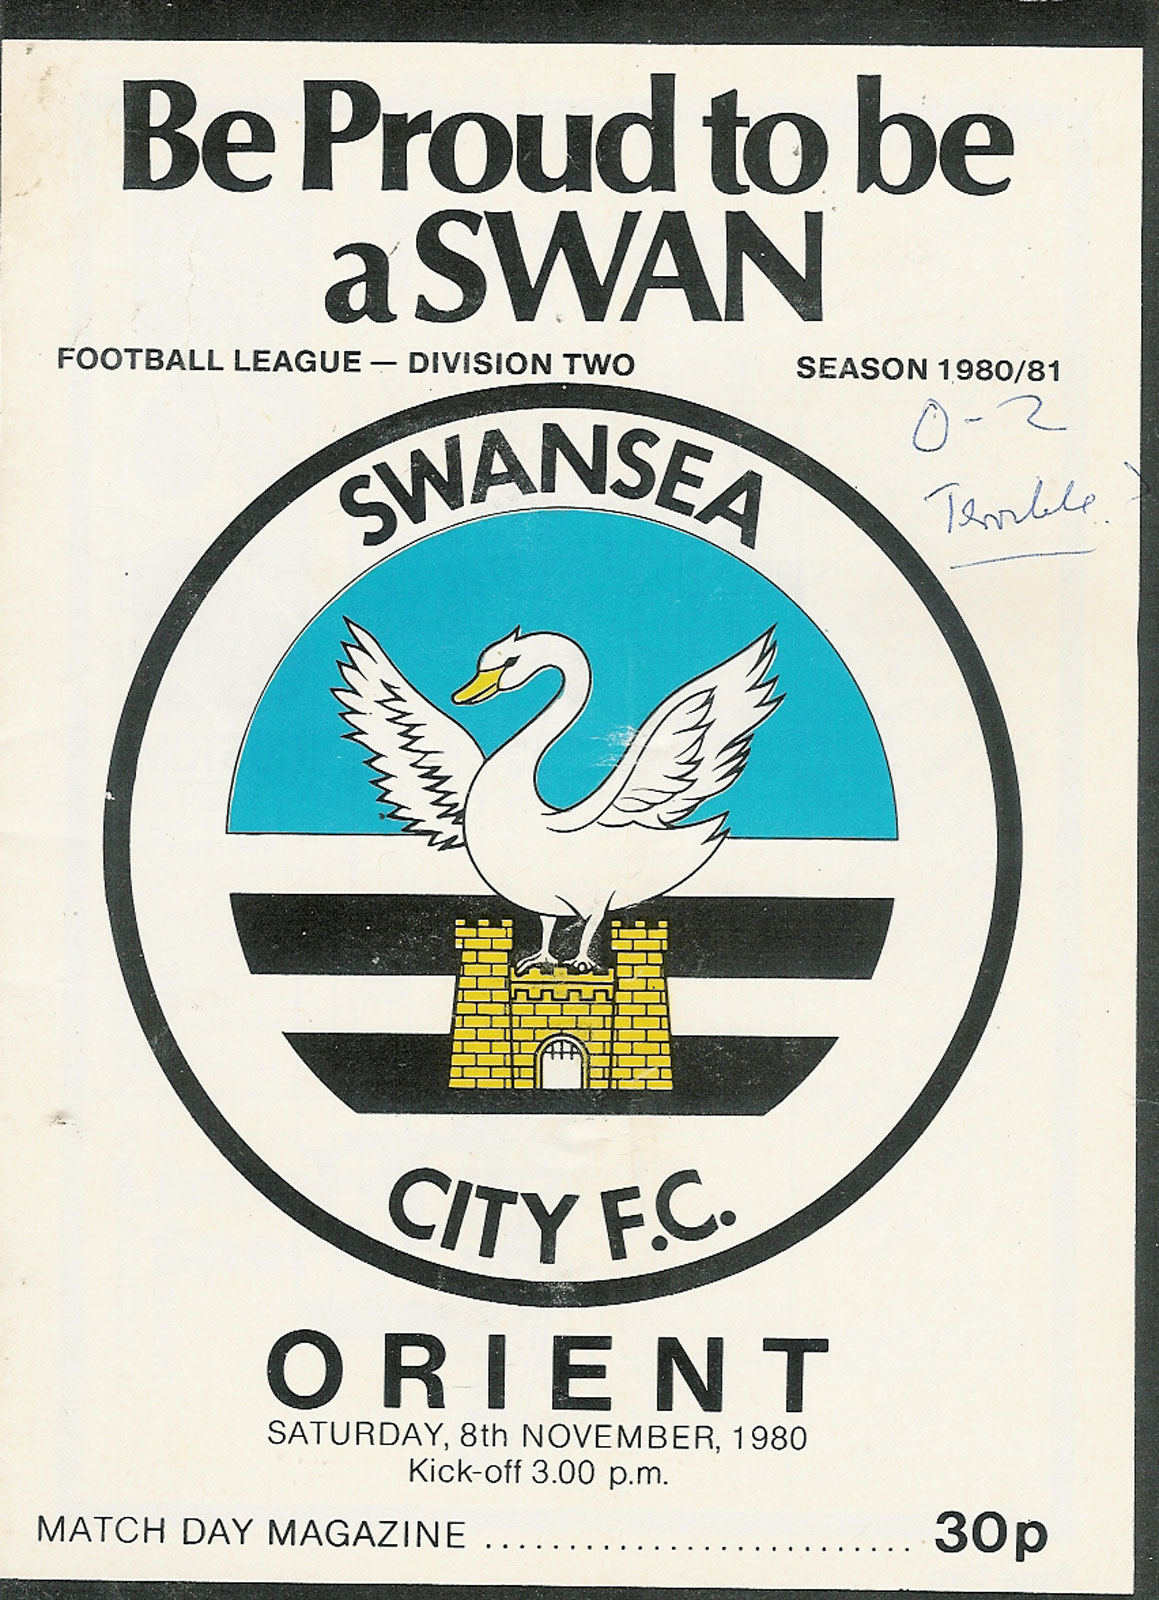 Be Proud to be
a SWAN
FOOTBALL LEAGUE — DIVISION TWO
SEASON 1980/81
0-2
Terrible.
SWANSEA
CITY F.C.
ORIENT
SATURDAY, 8th NOVEMBER, 1980
Kick-off 3.00 p.m.
MATCH DAY MAGAZINE ........................... 30p